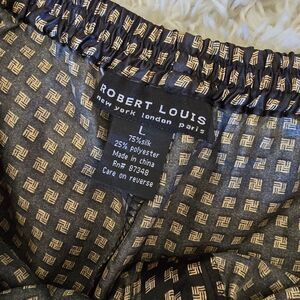 ROBERT LOUIS
new york london paris
L
75%silk
25% polyester
Made in china
Rn# 87348
Care on reverse